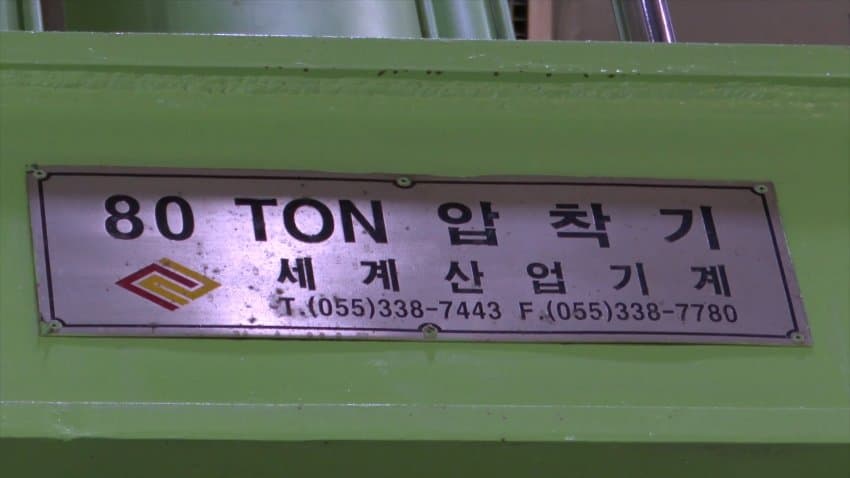 80 TON 압 착 기
세 계 산 업 기 계
T.(055)338-7443 F.(055)338-7780